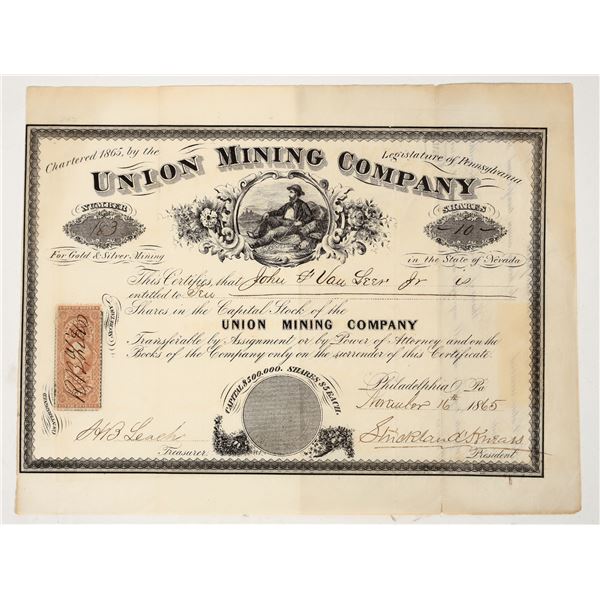 Chartered 1865, by the Legislature of Pennsylvania
UNION MINING COMPANY
NUMBER
183
SHARES
10
For Gold & Silver Mining in the State of Nevada
This Certifies that John F Van Leer Jr is
entitled to Ten
Shares in the Capital Stock of the
UNION MINING COMPANY
Transferable by Assignment or by Power of Attorney and on the
Books of the Company only on the surrender of this Certificate.
CAPITAL $500,000. SHARES $5 EACH.
Philadelphia Pa
November 16th 1865
H B Leach
Treasurer
Strickland Kneass
President